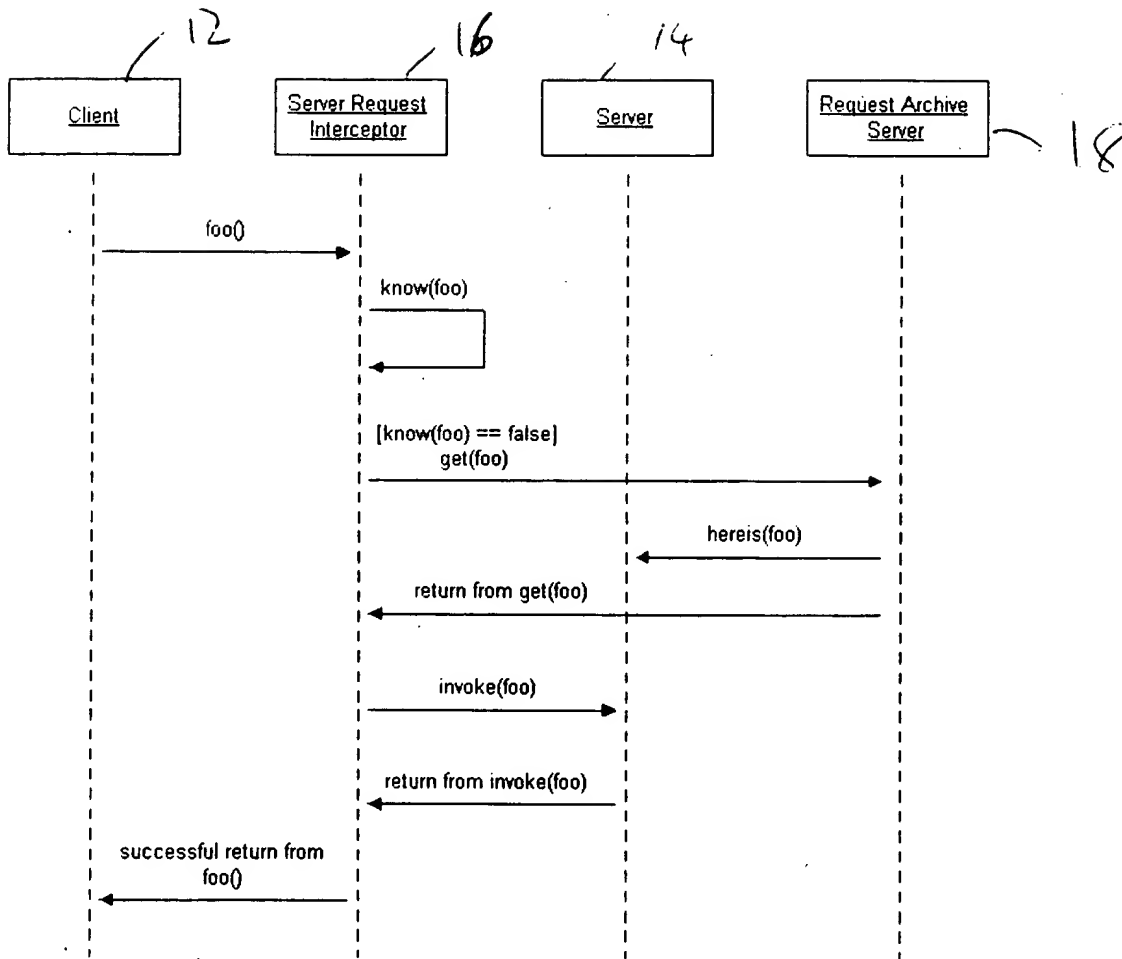 12
16
14
Client
Server Request
Interceptor
Server
Request Archive
Server
18
foo()
know(foo)
[know(foo) == false]
get(foo)
hereis(foo)
return from get(foo)
invoke(foo)
return from invoke(foo)
successful return from
foo()